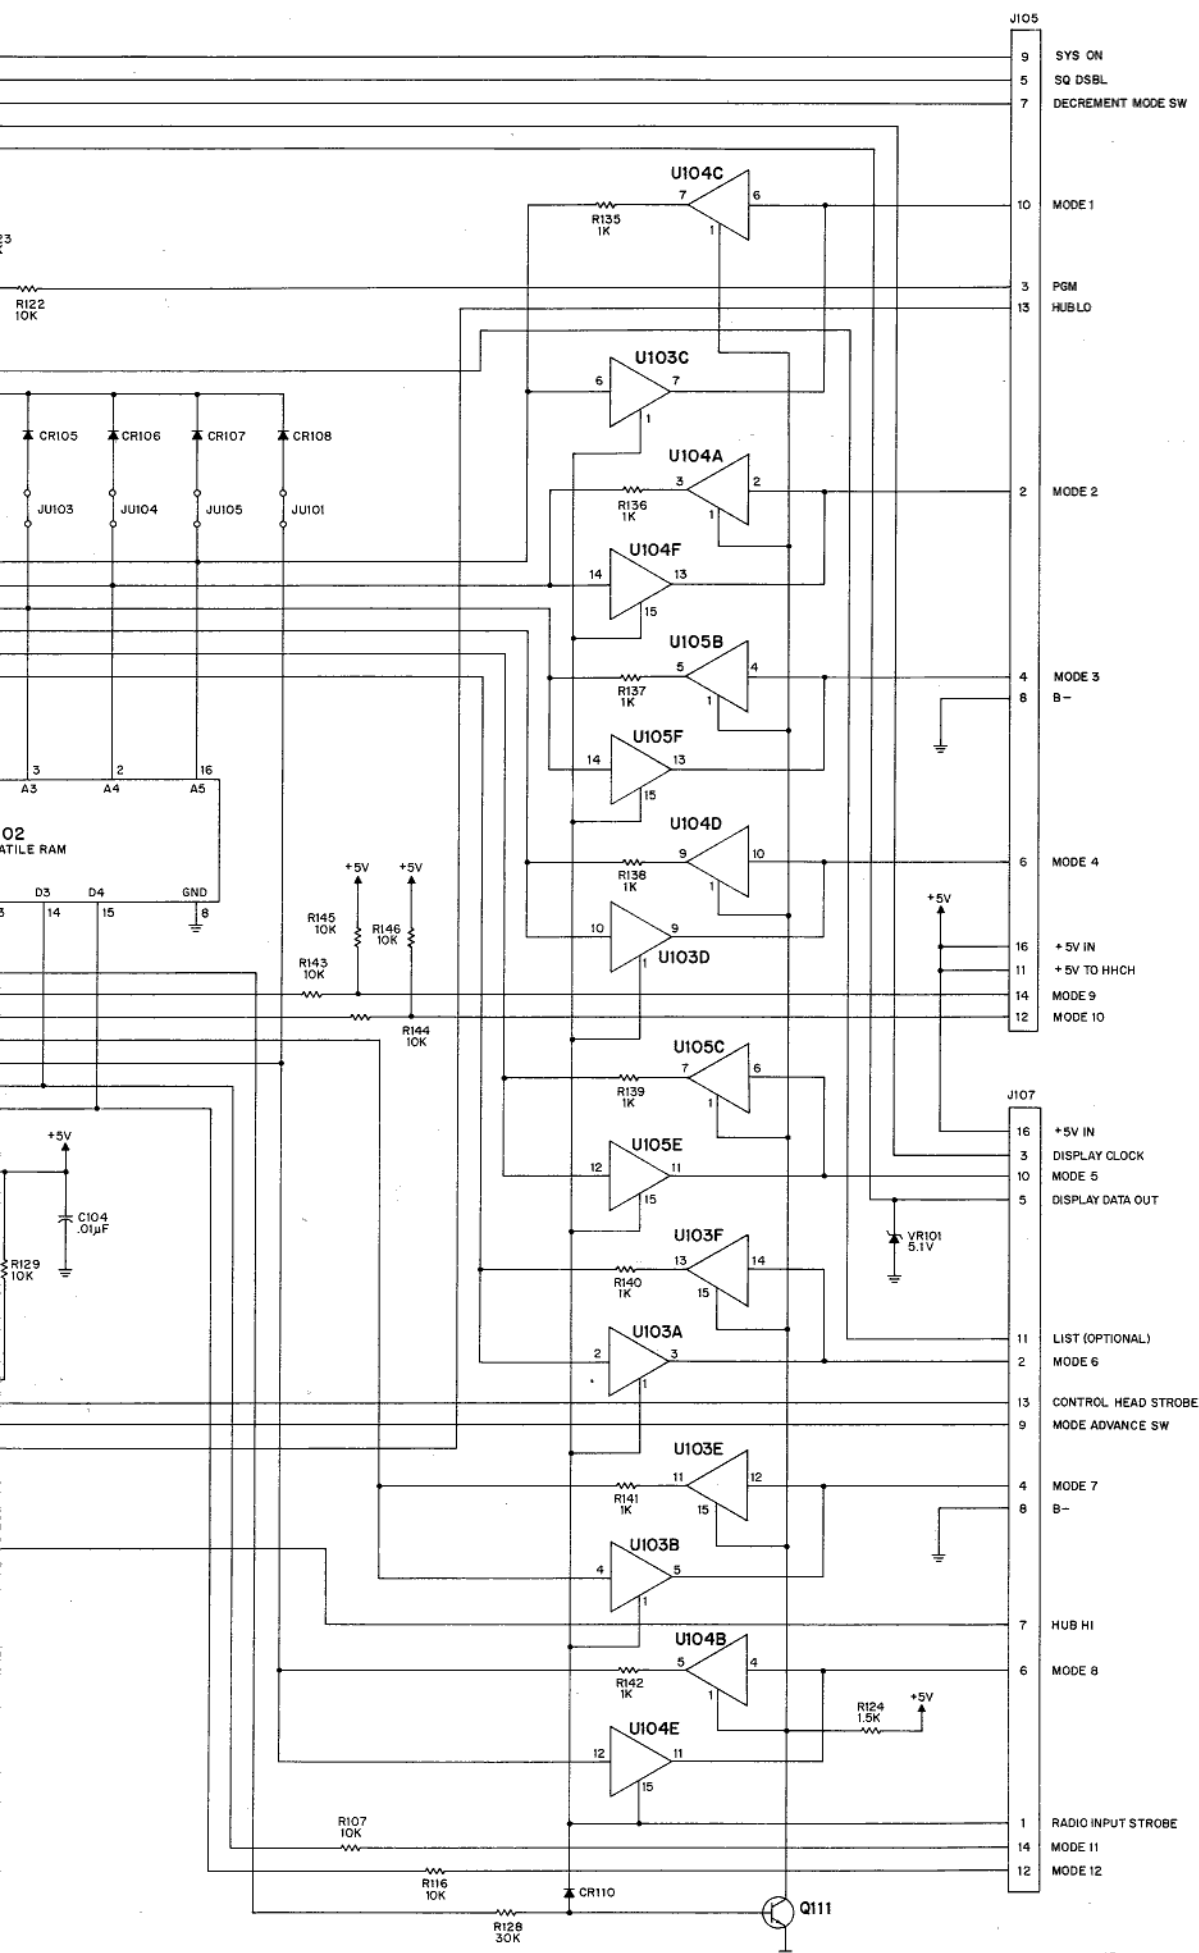 J105
9 SYS ON
5 SQ DSBL
7 DECREMENT MODE SW
U104C
7 6
R135
1K
1
10 MODE 1
23
R122
10K
3 PGM
13 HUB LO
U103C
6 7
1
CR105 CR106 CR107 CR108
U104A
3 2
R136
1K
1
2 MODE 2
JU103 JU104 JU105 JU101
U104F
14 13
15
U105B
5 4
R137
1K
1
4 MODE 3
8 B-
U105F
14 13
15
3 2 16
A3 A4 A5
02
ATILE RAM
U104D
9 10
R138
1K
1
6 MODE 4
D3 D4 GND
14 15 8
+5V +5V
R145
10K
R146
10K
R143
10K
U103D
10 9
1
+5V
16 +5V IN
11 +5V TO HHCH
14 MODE 9
12 MODE 10
R144
10K
U105C
7 6
R139
1K
1
J107
16 +5V IN
3 DISPLAY CLOCK
10 MODE 5
5 DISPLAY DATA OUT
U105E
12 11
15
+5V
C104
.01µF
R129
10K
VR101
5.1V
U103F
13 14
R140
1K
15
U103A
2 3
1
11 LIST (OPTIONAL)
2 MODE 6
13 CONTROL HEAD STROBE
9 MODE ADVANCE SW
U103E
11 12
R141
1K
15
4 MODE 7
8 B-
U103B
4 5
1
7 HUB HI
U104B
5 4
R142
1K
1
6 MODE 8
R124
1.5K
+5V
U104E
12 11
15
1 RADIO INPUT STROBE
R107
10K
14 MODE 11
R116
10K
12 MODE 12
CR110
R128
30K
Q111